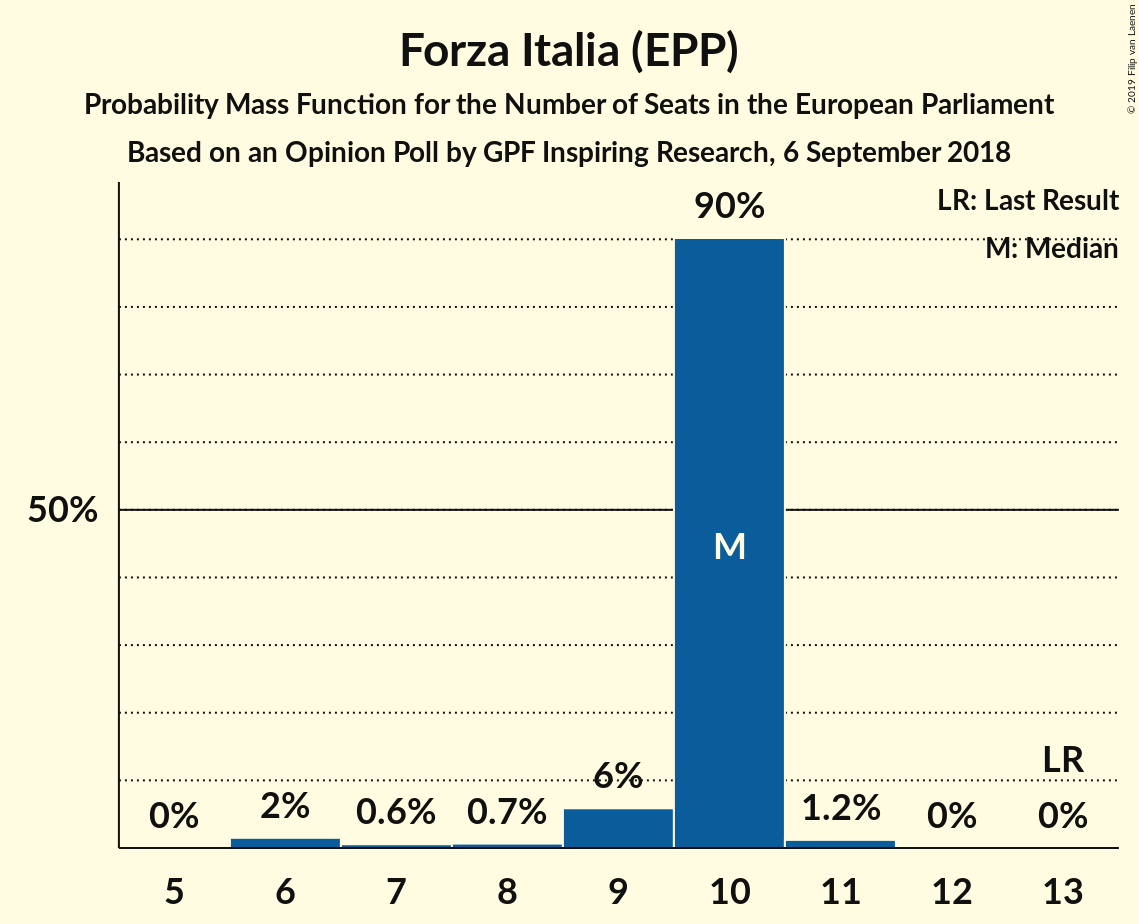 Forza Italia (EPP)
Probability Mass Function for the Number of Seats in the European Parliament
Based on an Opinion Poll by GPF Inspiring Research, 6 September 2018
© 2019 Filip van Laenen
LR: Last Result
M: Median
90%
50%
M
LR
0%
2%
0.6%
0.7%
6%
1.2%
0%
0%
5 6 7 8 9 10 11 12 13